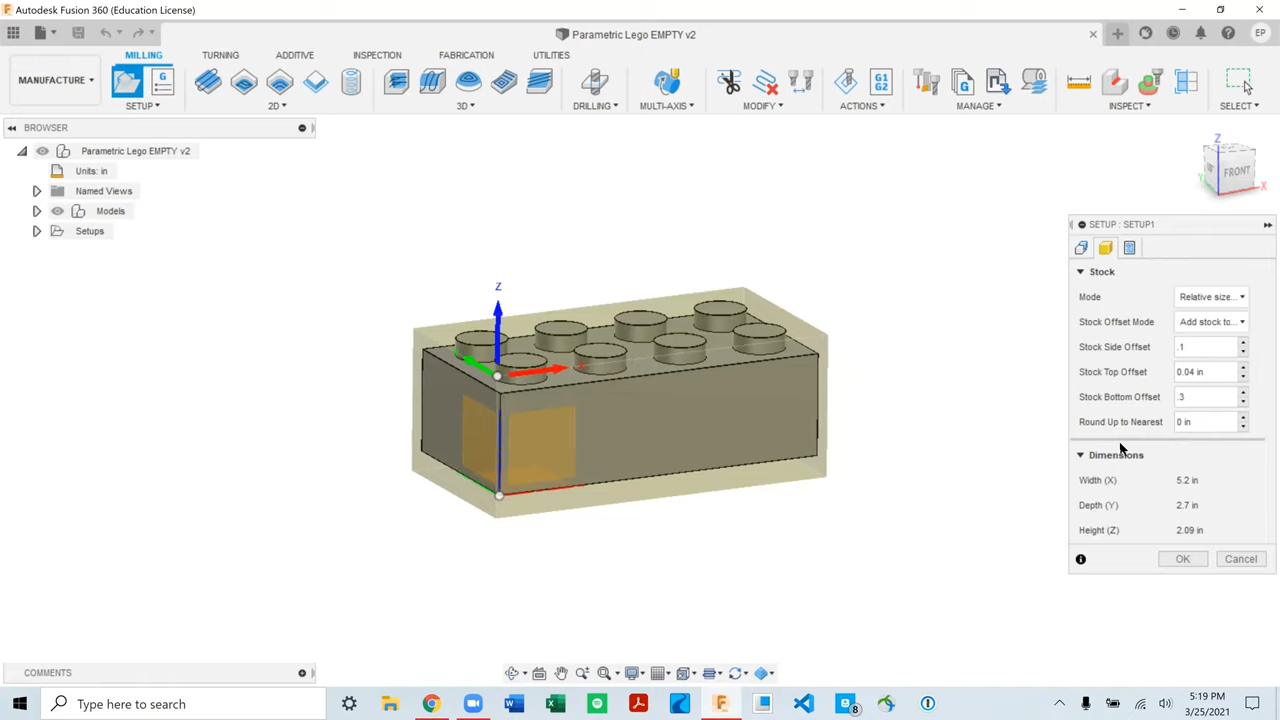 Autodesk Fusion 360 (Education License)
Parametric Lego EMPTY v2
EP
MANUFACTURE
MILLING TURNING ADDITIVE INSPECTION FABRICATION UTILITIES
G G1 G2
SETUP 2D 3D DRILLING MULTI-AXIS MODIFY ACTIONS MANAGE INSPECT SELECT
BROWSER
Parametric Lego EMPTY v2
Units: in
Named Views
Models
Setups
Z
FRONT
Y
X
Z
SETUP : SETUP1
Stock
Mode Relative size...
Stock Offset Mode Add stock to...
Stock Side Offset .1
Stock Top Offset 0.04 in
Stock Bottom Offset .3
Round Up to Nearest 0 in
Dimensions
Width (X) 5.2 in
Depth (Y) 2.7 in
Height (Z) 2.09 in
OK Cancel
COMMENTS
Type here to search
8
5:19 PM
3/25/2021